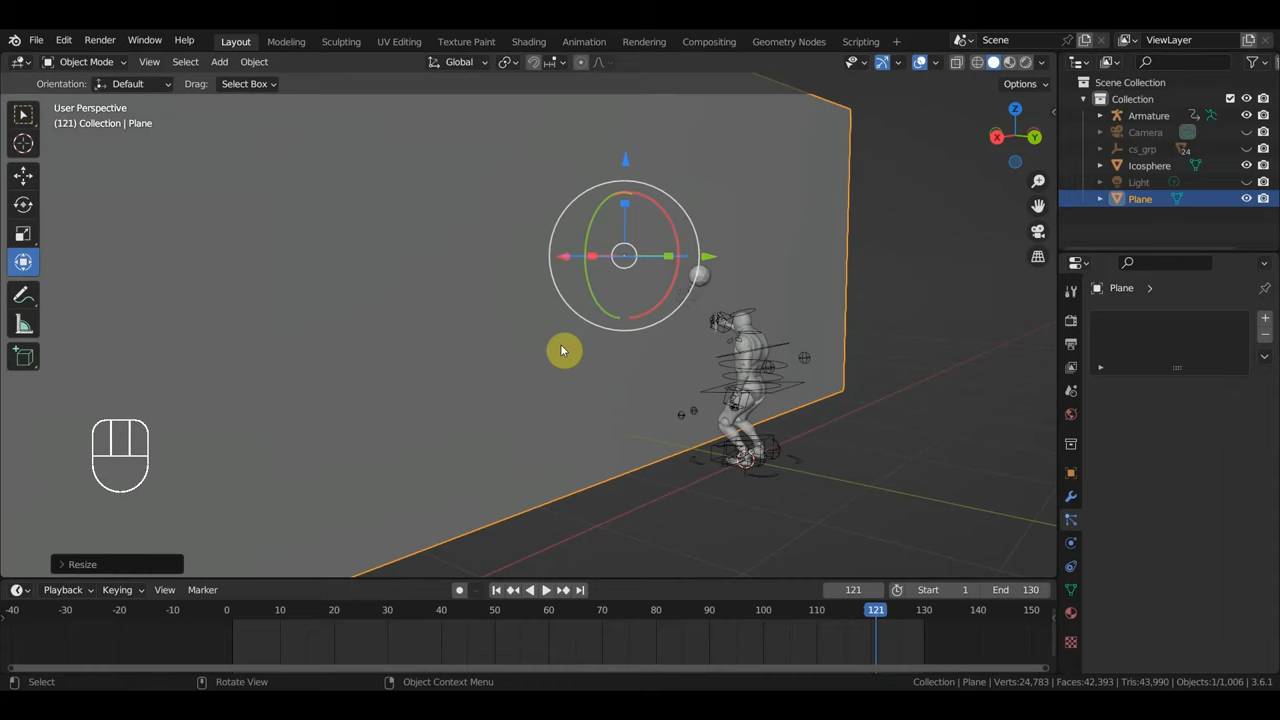 File Edit Render Window Help Layout Modeling Sculpting UV Editing Texture Paint Shading Animation Rendering Compositing Geometry Nodes Scripting + Scene ViewLayer
Object Mode View Select Add Object Global
Orientation: Default Drag: Select Box Options
User Perspective
(121) Collection | Plane
Z
X
Y
Scene Collection
Collection
Armature
Camera
cs_grp 24
Icosphere
Light
Plane
Plane
Resize
Playback Keying View Marker 121 Start 1 End 130
-40 -30 -20 -10 0 10 20 30 40 50 60 70 80 90 100 110 121 130 140 150
Select Rotate View Object Context Menu Collection | Plane | Verts:24,783 | Faces:42,393 | Tris:43,990 | Objects:1/1,006 | 3.6.1